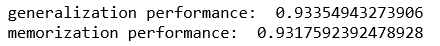 generalization performance:  0.93354943273906
memorization performance:  0.9317592392478928